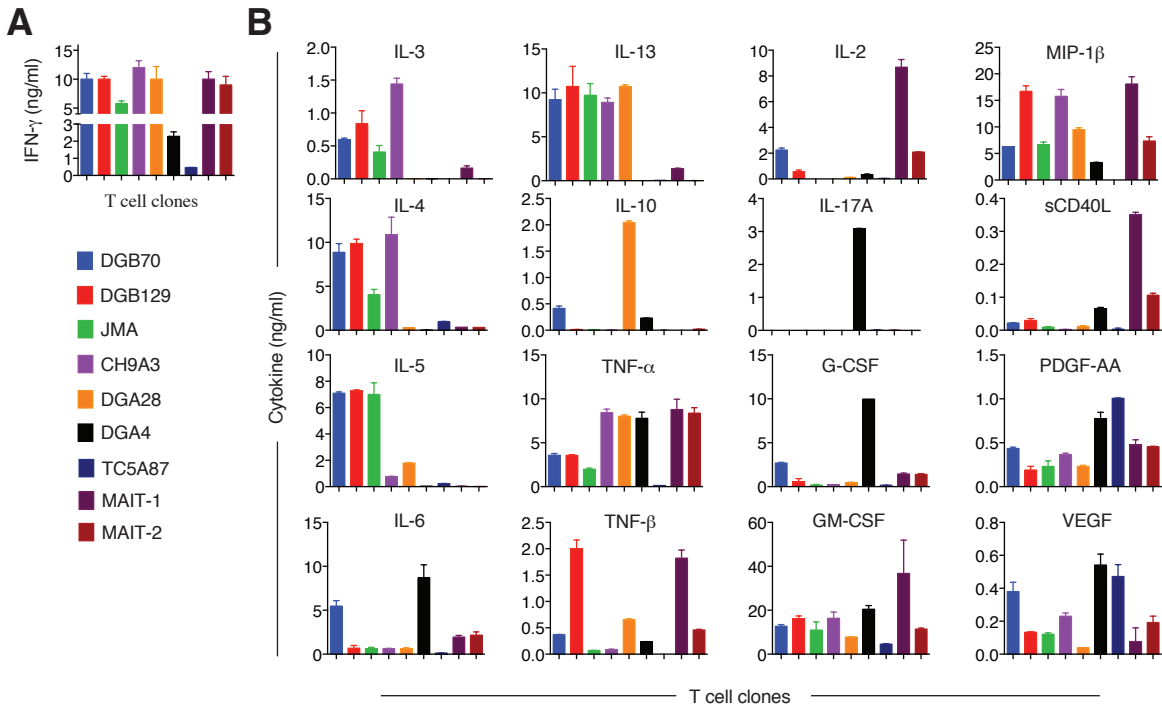 A
IFN-γ (ng/ml)
15
10
5
3
2
1
0
T cell clones
DGB70
DGB129
JMA
CH9A3
DGA28
DGA4
TC5A87
MAIT-1
MAIT-2
B
Cytokine (ng/ml)
IL-3
2.0
1.5
1.0
0.5
0.0
IL-13
15
10
5
0
IL-2
10
8
6
4
2
0
MIP-1β
25
20
15
10
5
0
IL-4
15
10
5
0
IL-10
2.5
2.0
1.5
1.0
0.5
0.0
IL-17A
4
3
2
1
0
sCD40L
0.4
0.3
0.2
0.1
0.0
IL-5
10
8
6
4
2
0
TNF-α
15
10
5
0
G-CSF
15
10
5
0
PDGF-AA
1.5
1.0
0.5
0.0
IL-6
15
10
5
0
TNF-β
2.5
2.0
1.5
1.0
0.5
0.0
GM-CSF
60
40
20
0
VEGF
0.8
0.6
0.4
0.2
0.0
T cell clones